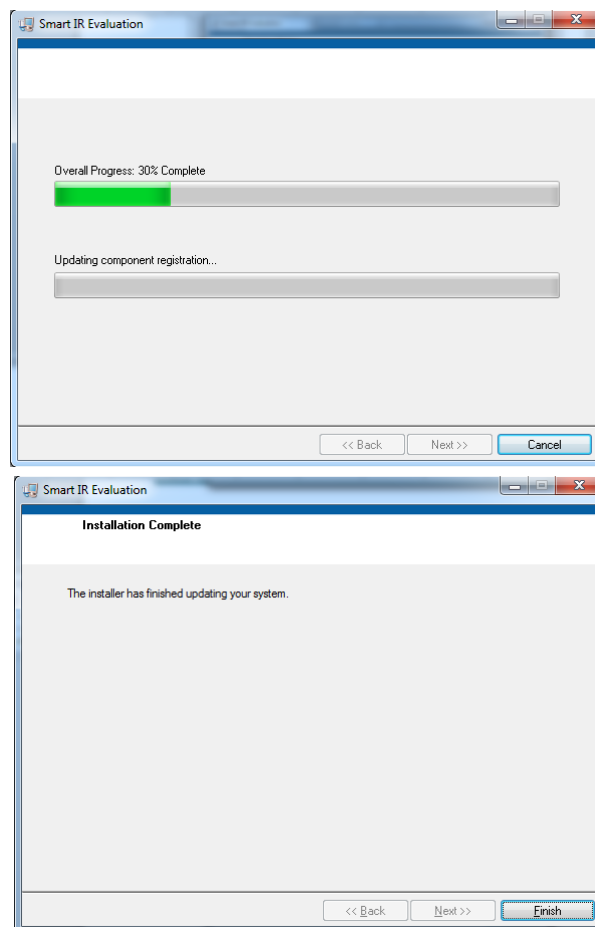 Smart IR Evaluation
Overall Progress: 30% Complete
Updating component registration...
<< Back Next >> Cancel
Smart IR Evaluation
Installation Complete
The installer has finished updating your system.
<< Back Next >> Finish